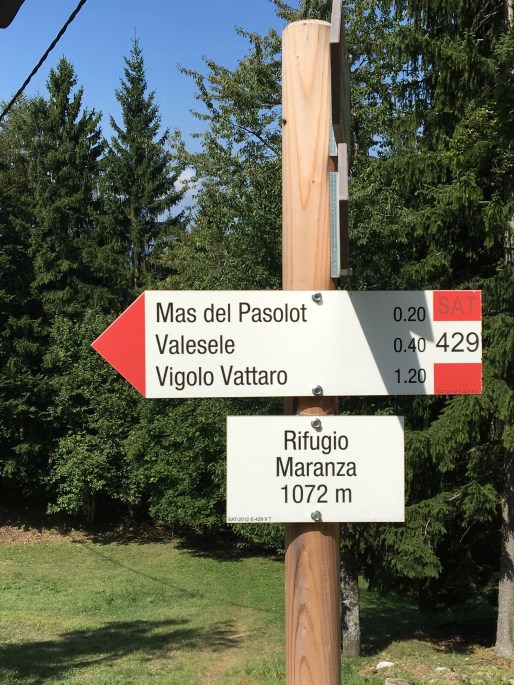 Mas del Pasolot 0.20 SAT
Valesele 0.40 429
Vigolo Vattaro 1.20
Rifugio
Maranza
1072 m